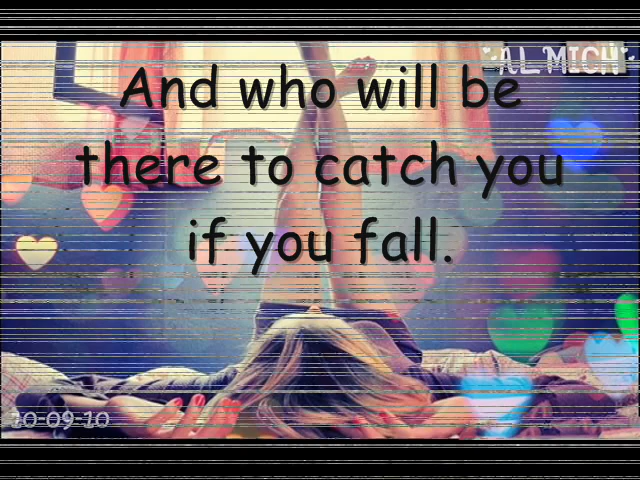 *AL MICH*
And who will be
there to catch you
if you fall.
10-09-10